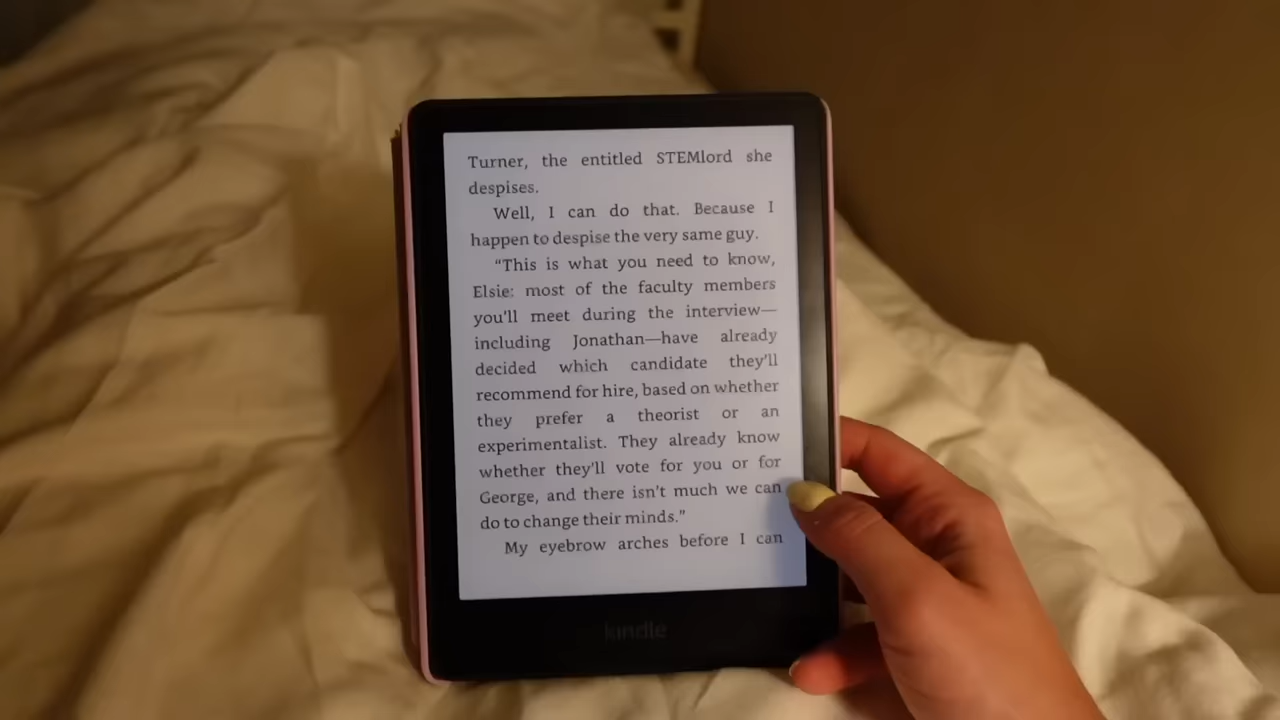 Turner, the entitled STEMlord she
despises.
Well, I can do that. Because I
happen to despise the very same guy.
“This is what you need to know,
Elsie: most of the faculty members
you'll meet during the interview—
including Jonathan—have already
decided which candidate they'll
recommend for hire, based on whether
they prefer a theorist or an
experimentalist. They already know
whether they'll vote for you or for
George, and there isn't much we can
do to change their minds.”
My eyebrow arches before I can
kindle